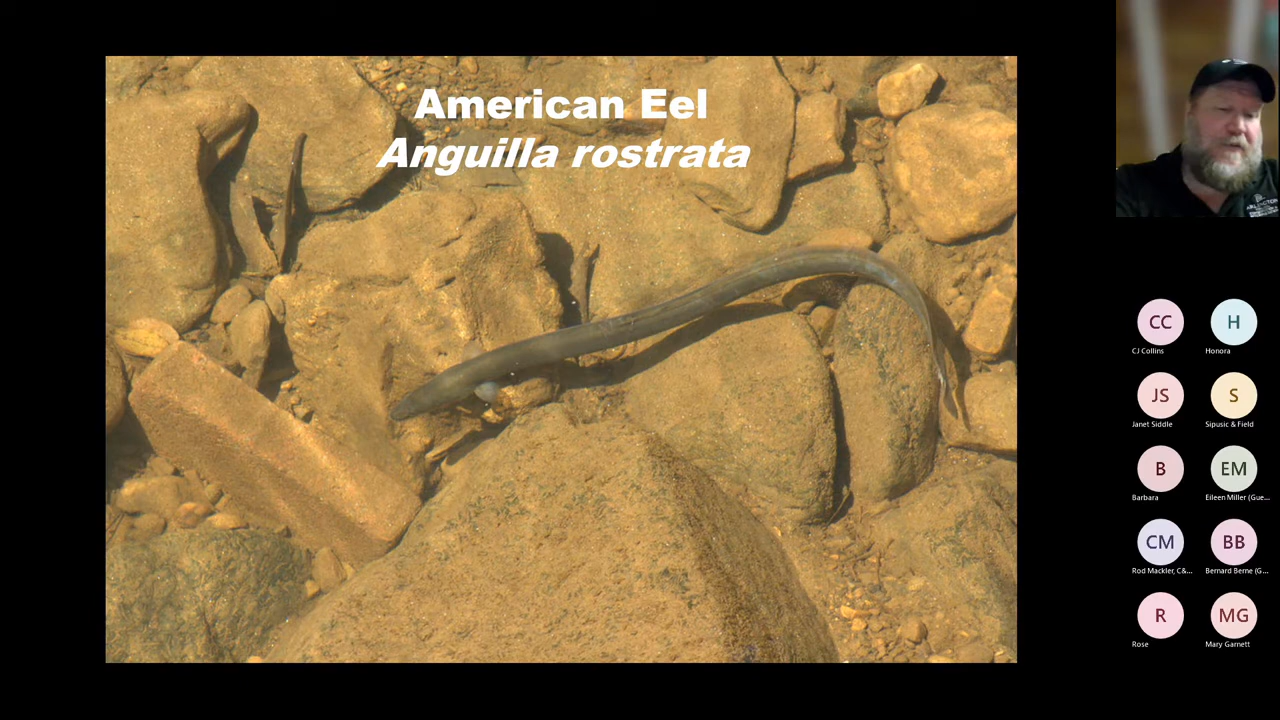 American Eel
Anguilla rostrata
ARLINGTON
CC
H
CJ Collins
Honora
JS
S
Janet Siddle
Sipusic & Field
B
EM
Barbara
Eileen Miller (Gue...
CM
BB
Rod Mackler, C&...
Bernard Berne (G...
R
MG
Rose
Mary Garnett